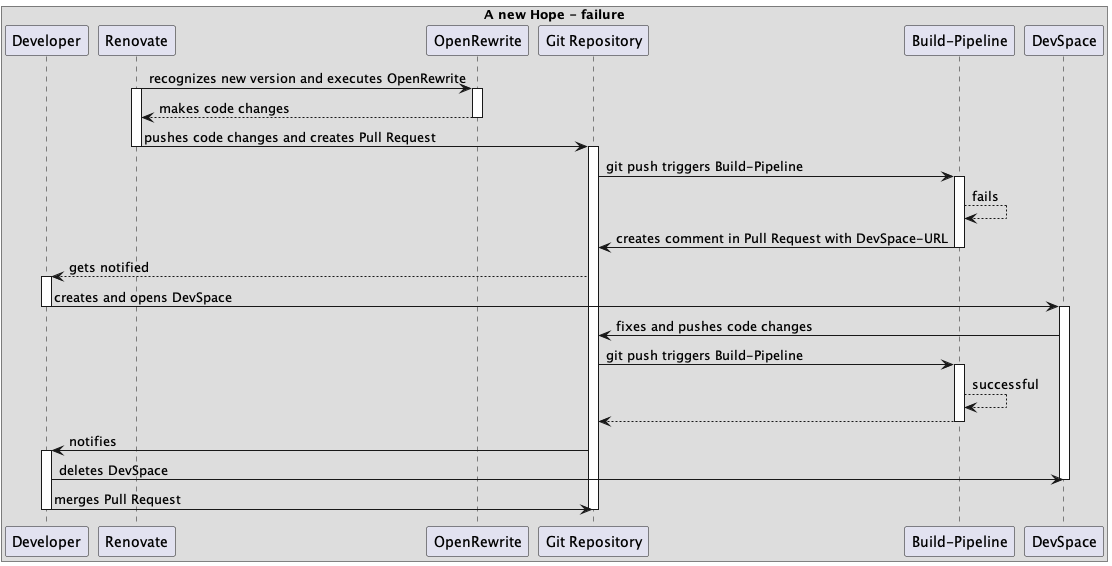 A new Hope - failure
Developer
Renovate
OpenRewrite
Git Repository
Build-Pipeline
DevSpace
recognizes new version and executes OpenRewrite
makes code changes
pushes code changes and creates Pull Request
git push triggers Build-Pipeline
fails
creates comment in Pull Request with DevSpace-URL
gets notified
creates and opens DevSpace
fixes and pushes code changes
git push triggers Build-Pipeline
successful
notifies
deletes DevSpace
merges Pull Request
Developer
Renovate
OpenRewrite
Git Repository
Build-Pipeline
DevSpace